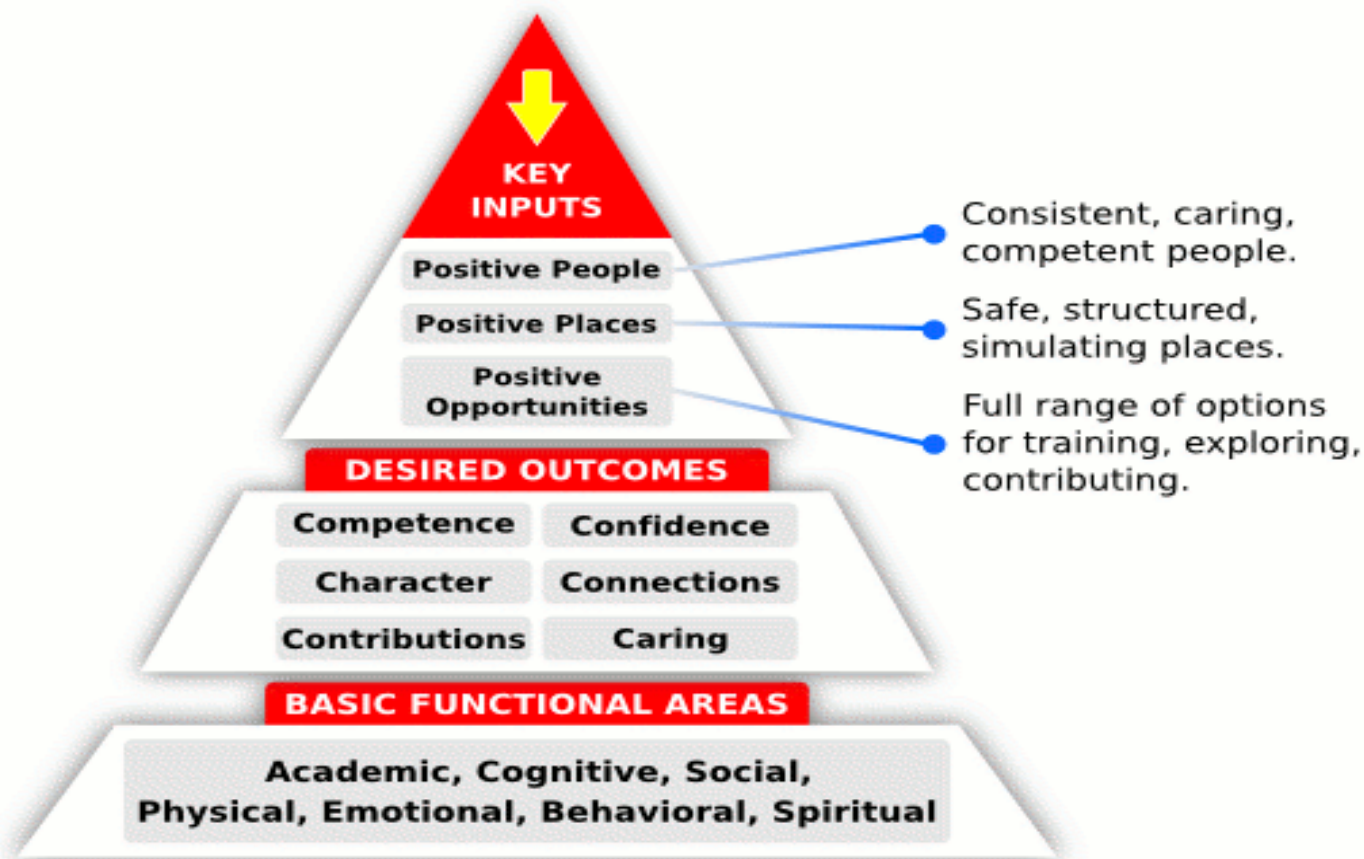 KEY
INPUTS
Positive People
Positive Places
Positive
Opportunities
Consistent, caring,
competent people.
Safe, structured,
simulating places.
Full range of options
for training, exploring,
contributing.
DESIRED OUTCOMES
Competence
Confidence
Character
Connections
Contributions
Caring
BASIC FUNCTIONAL AREAS
Academic, Cognitive, Social,
Physical, Emotional, Behavioral, Spiritual